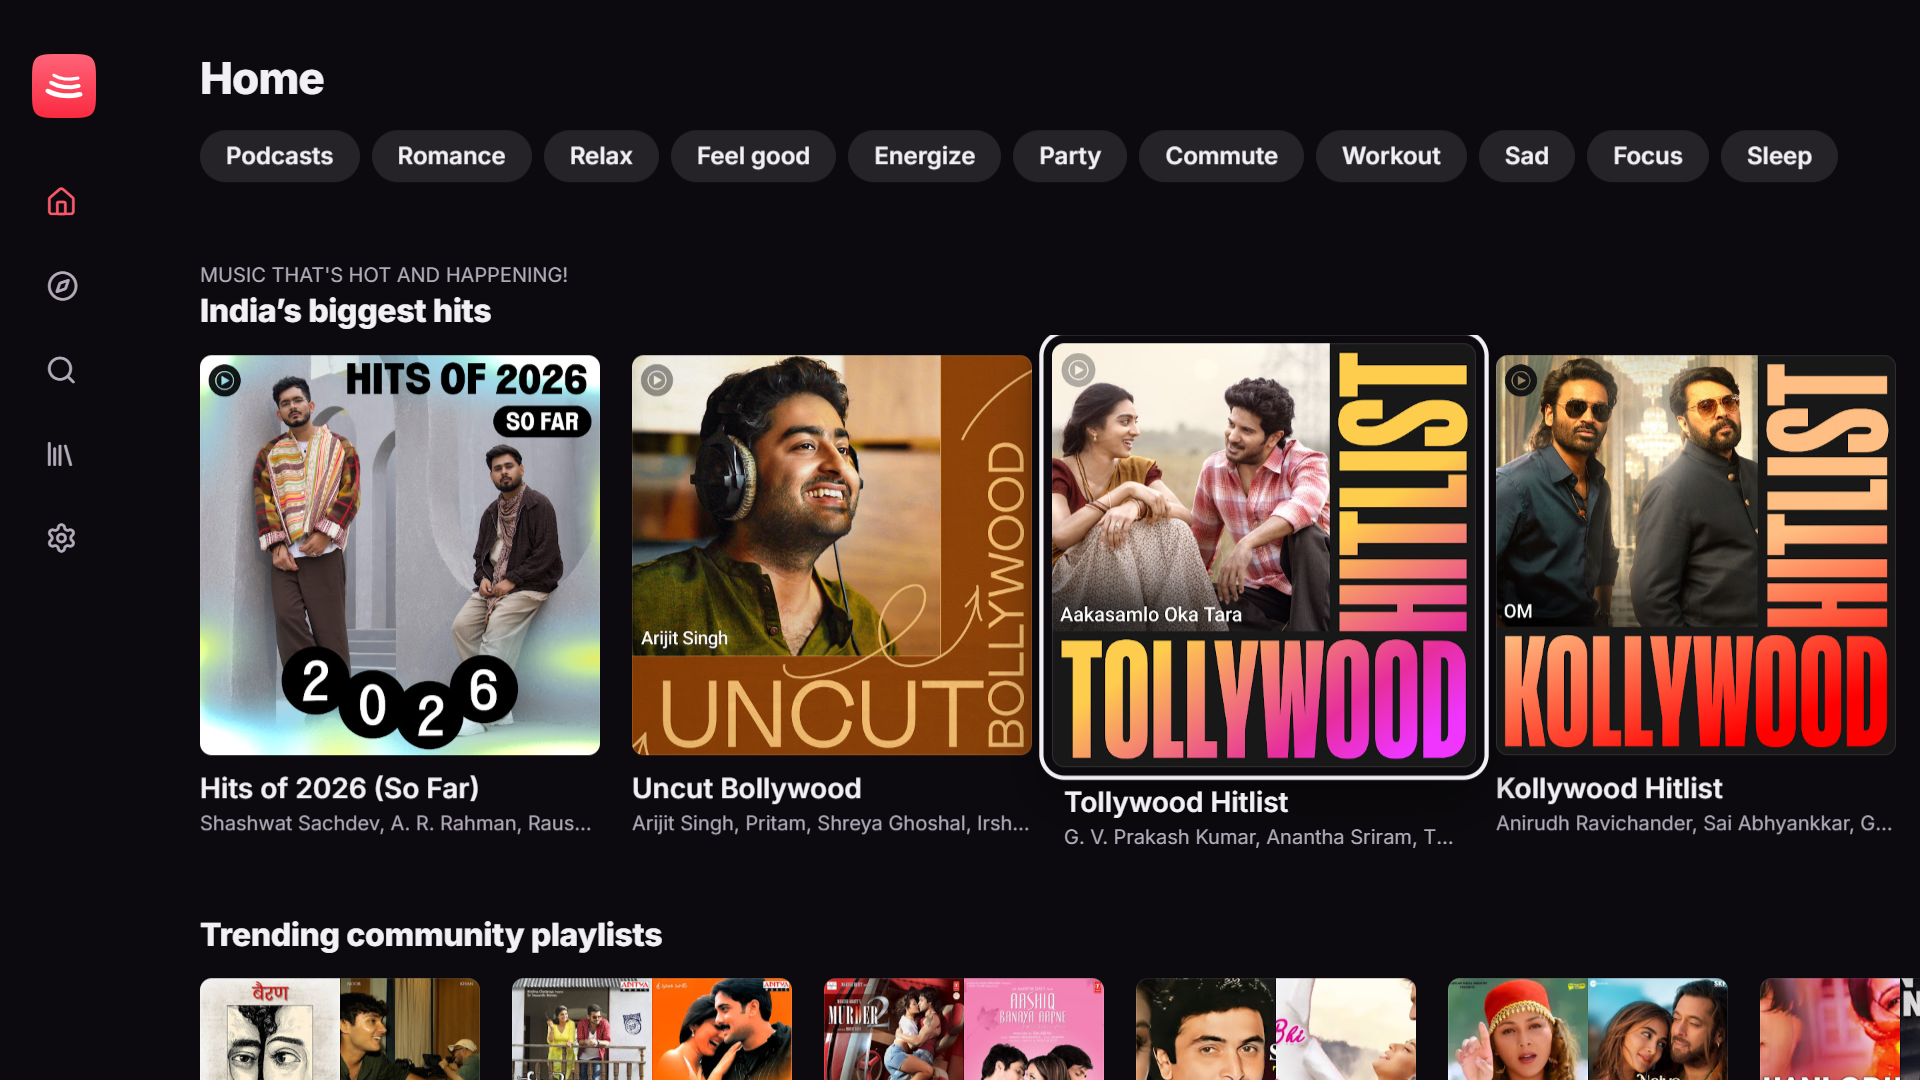 Home
Podcasts
Romance
Relax
Feel good
Energize
Party
Commute
Workout
Sad
Focus
Sleep
MUSIC THAT'S HOT AND HAPPENING!
India’s biggest hits
HITS OF 2026
SO FAR
2026
Hits of 2026 (So Far)
Shashwat Sachdev, A. R. Rahman, Raus...
Arijit Singh
UNCUT
BOLLYWOOD
Uncut Bollywood
Arijit Singh, Pritam, Shreya Ghoshal, Irsh...
Aakasamlo Oka Tara
HITLIST
TOLLYWOOD
Tollywood Hitlist
G. V. Prakash Kumar, Anantha Sriram, T...
OM
HITLIST
KOLLYWOOD
Kollywood Hitlist
Anirudh Ravichander, Sai Abhyankkar, G...
Trending community playlists
बैरण
ADITYA
ADITYA
MURDER 2
AASHIQ
BANAYA AAPNE
Bhi